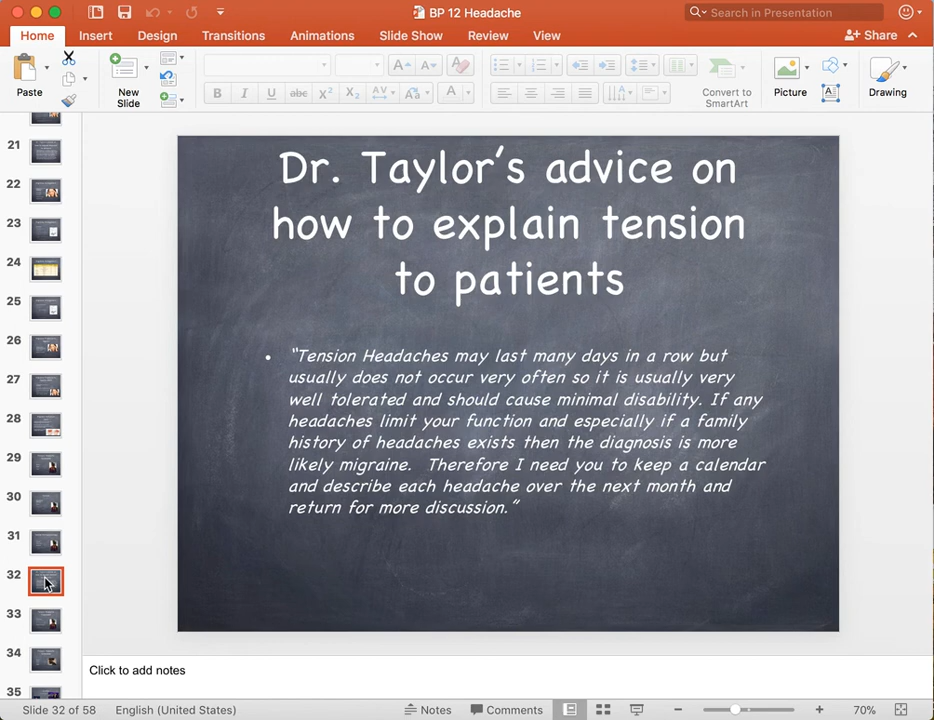 BP 12 Headache
Search in Presentation
Home Insert Design Transitions Animations Slide Show Review View
Share
Paste
New
Slide
B I U abc X² X₂ AV Aa A
Convert to
SmartArt
Picture
Drawing
21
22
23
24
25
26
27
28
29
30
31
32
33
34
35
Dr. Taylor's advice on
how to explain tension
to patients
• "Tension Headaches may last many days in a row but
usually does not occur very often so it is usually very
well tolerated and should cause minimal disability. If any
headaches limit your function and especially if a family
history of headaches exists then the diagnosis is more
likely migraine. Therefore I need you to keep a calendar
and describe each headache over the next month and
return for more discussion."
Click to add notes
Slide 32 of 58 English (United States) Notes Comments 70%